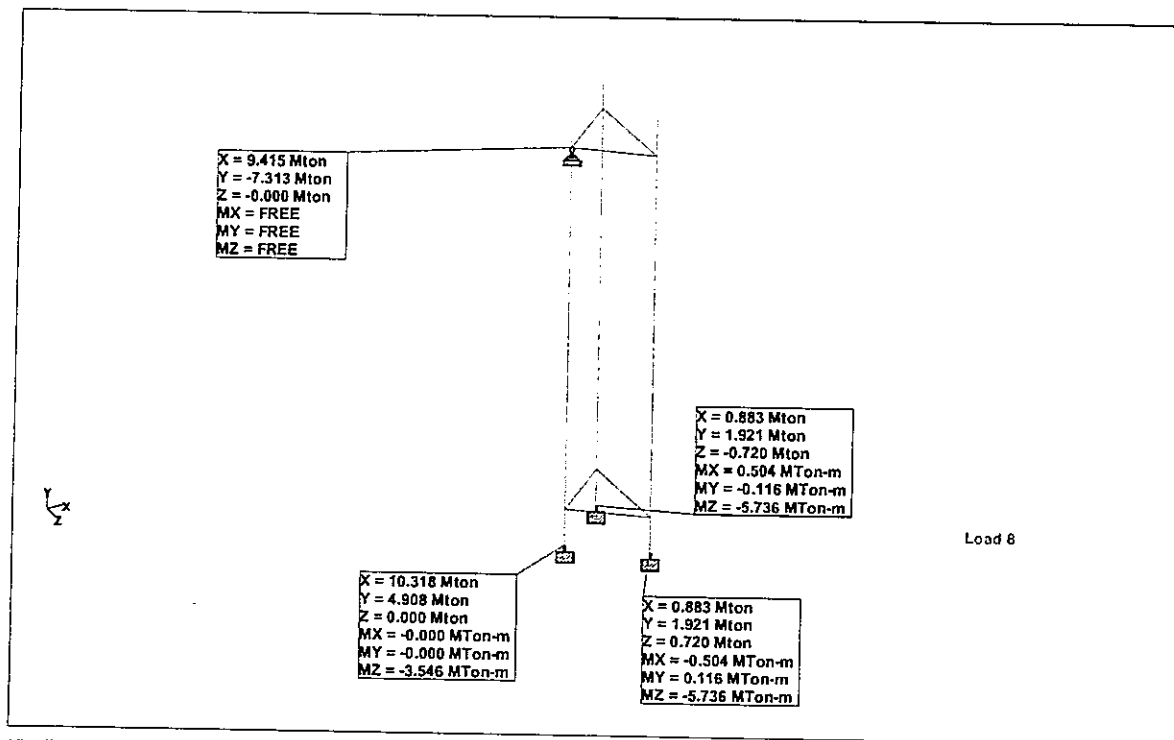 X = 9.415 Mton
Y = -7.313 Mton
Z = -0.000 Mton
MX = FREE
MY = FREE
MZ = FREE
X = 0.883 Mton
Y = 1.921 Mton
Z = -0.720 Mton
MX = 0.504 MTon-m
MY = -0.116 MTon-m
MZ = -5.736 MTon-m
Y
X
Z
Load 8
X = 10.318 Mton
Y = 4.908 Mton
Z = 0.000 Mton
MX = -0.000 MTon-m
MY = -0.000 MTon-m
MZ = -3.546 MTon-m
X = 0.883 Mton
Y = 1.921 Mton
Z = 0.720 Mton
MX = -0.504 MTon-m
MY = 0.116 MTon-m
MZ = -5.736 MTon-m